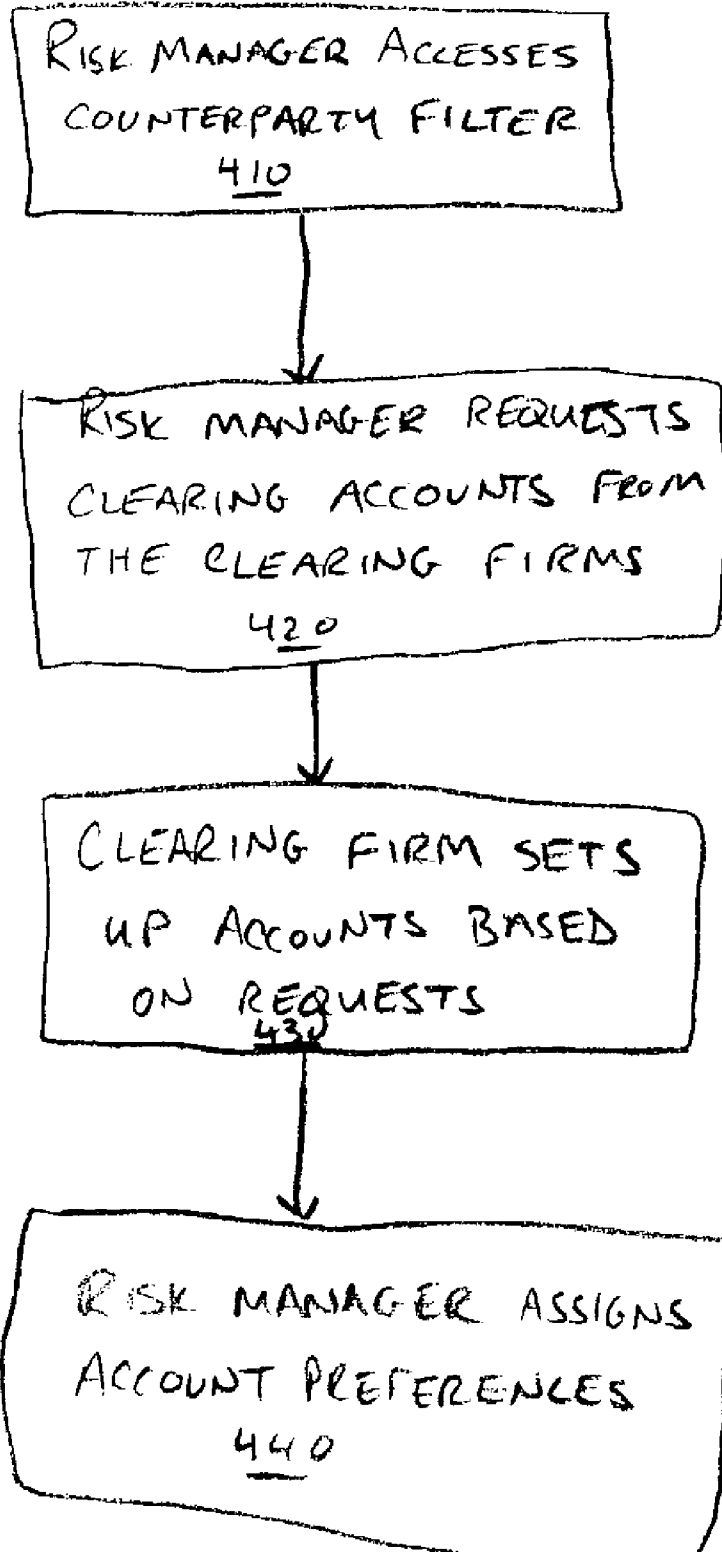 RISK MANAGER ACCESSES
COUNTERPARTY FILTER
410
RISK MANAGER REQUESTS
CLEARING ACCOUNTS FROM
THE CLEARING FIRMS
420
CLEARING FIRM SETS
UP ACCOUNTS BASED
ON REQUESTS
430
RISK MANAGER ASSIGNS
ACCOUNT PREFERENCES
440